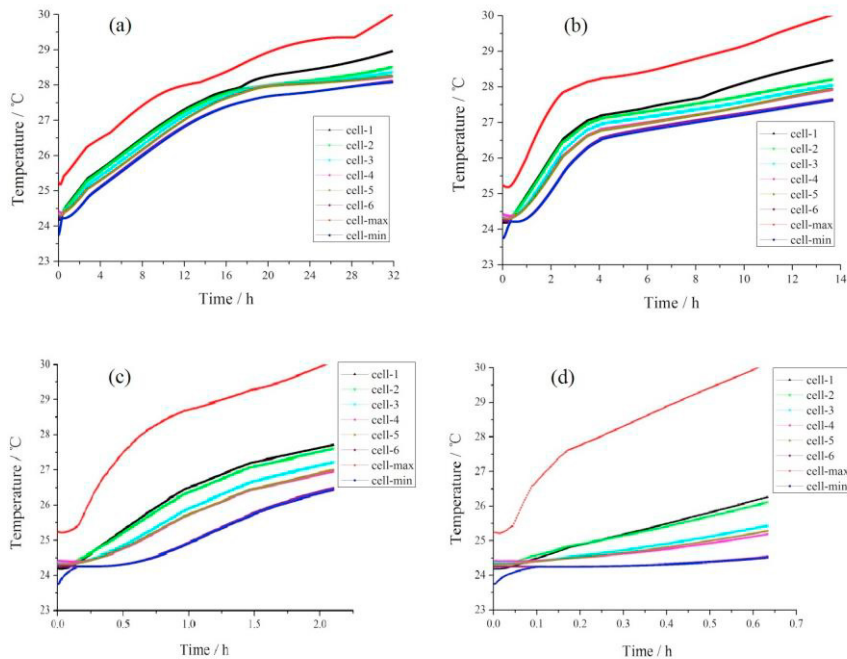 (a)
30
29
28
27
26
25
24
23
Temperature / ℃
cell-1
cell-2
cell-3
cell-4
cell-5
cell-6
cell-max
cell-min
0 4 8 12 16 20 24 28 32
Time / h
(b)
30
29
28
27
26
25
24
23
Temperature / ℃
cell-1
cell-2
cell-3
cell-4
cell-5
cell-6
cell-max
cell-min
0 2 4 6 8 10 12 14
Time / h
(c)
30
29
28
27
26
25
24
23
Temperature / ℃
cell-1
cell-2
cell-3
cell-4
cell-5
cell-6
cell-max
cell-min
0.0 0.5 1.0 1.5 2.0
Time / h
(d)
30
29
28
27
26
25
24
23
Temperature / ℃
cell-1
cell-2
cell-3
cell-4
cell-5
cell-6
cell-max
cell-min
0.0 0.1 0.2 0.3 0.4 0.5 0.6 0.7
Time / h